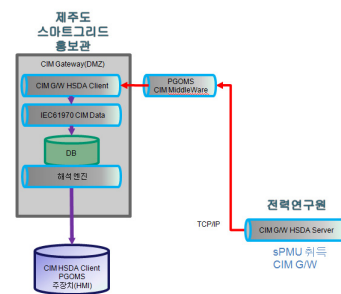 제주도
스마트그리드
홍보관
CIM Gateway(DMZ)
CIM G/W HSDA Client
PGOMS
CIM MiddleWare
IEC61970 CIM Data
DB
해석 엔진
전력연구원
TCP/IP
CIM G/W HSDA Server
sPMU 취득
CIM G/W
CIM HSDA Client
PGOMS
주장치(HMI)